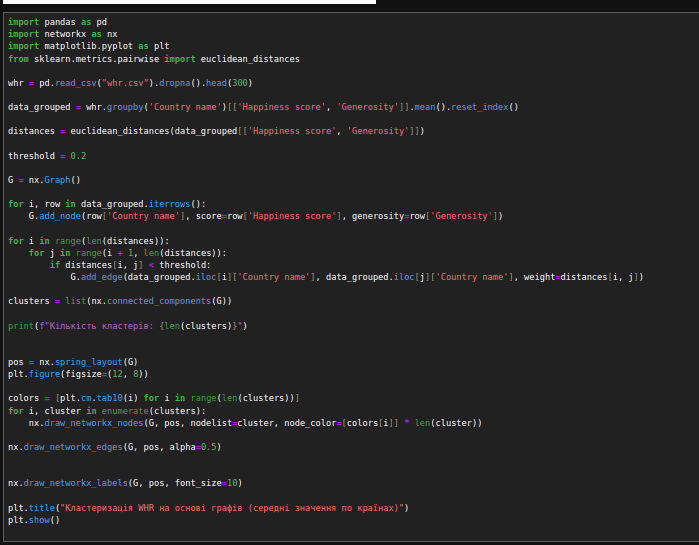 import pandas as pd
import networkx as nx
import matplotlib.pyplot as plt
from sklearn.metrics.pairwise import euclidean_distances
whr = pd.read_csv("whr.csv").dropna().head(300)
data_grouped = whr.groupby('Country name')[['Happiness score', 'Generosity']].mean().reset_index()
distances = euclidean_distances(data_grouped[['Happiness score', 'Generosity']])
threshold = 0.2
G = nx.Graph()
for i, row in data_grouped.iterrows():
    G.add_node(row['Country name'], score=row['Happiness score'], generosity=row['Generosity'])
for i in range(len(distances)):
    for j in range(i + 1, len(distances)):
        if distances[i, j] < threshold:
            G.add_edge(data_grouped.iloc[i]['Country name'], data_grouped.iloc[j]['Country name'], weight=distances[i, j])
clusters = list(nx.connected_components(G))
print(f"Кількість кластерів: {len(clusters)}")
pos = nx.spring_layout(G)
plt.figure(figsize=(12, 8))
colors = [plt.cm.tab10(i) for i in range(len(clusters))]
for i, cluster in enumerate(clusters):
    nx.draw_networkx_nodes(G, pos, nodelist=cluster, node_color=[colors[i]] * len(cluster))
nx.draw_networkx_edges(G, pos, alpha=0.5)
nx.draw_networkx_labels(G, pos, font_size=10)
plt.title("Кластеризація WHR на основі графів (середні значення по країнах)")
plt.show()